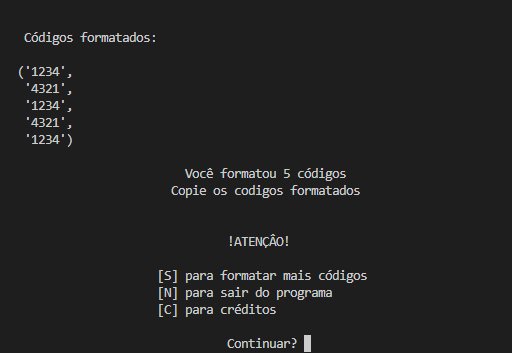 Códigos formatados:
('1234',
'4321',
'1234',
'4321',
'1234')
Você formatou 5 códigos
Copie os codigos formatados
!ATENÇÂO!
[S] para formatar mais códigos
[N] para sair do programa
[C] para créditos
Continuar?